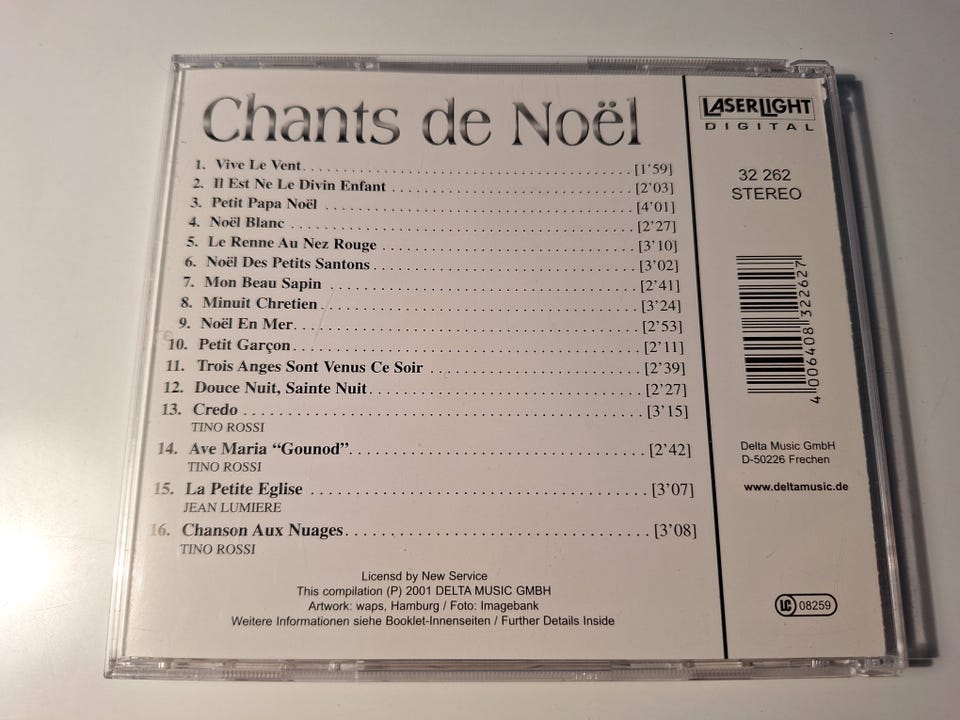 Chants de Noël
1. Vive Le Vent [1'59]
2. Il Est Ne Le Divin Enfant [2'03]
3. Petit Papa Noël [4'01]
4. Noël Blanc [2'27]
5. Le Renne Au Nez Rouge [3'10]
6. Noël Des Petits Santons [3'02]
7. Mon Beau Sapin [2'41]
8. Minuit Chretien [3'24]
9. Noël En Mer [2'53]
10. Petit Garçon [2'11]
11. Trois Anges Sont Venus Ce Soir [2'39]
12. Douce Nuit, Sainte Nuit [2'27]
13. Credo [3'15]
TINO ROSSI
14. Ave Maria “Gounod” [2'42]
TINO ROSSI
15. La Petite Eglise [3'07]
JEAN LUMIERE
16. Chanson Aux Nuages [3'08]
TINO ROSSI
Licensd by New Service
This compilation (P) 2001 DELTA MUSIC GMBH
Artwork: waps, Hamburg / Foto: Imagebank
Weitere Informationen siehe Booklet-Innenseiten / Further Details Inside
LASERLIGHT
DIGITAL
32 262
STEREO
4 006408 322627
Delta Music GmbH
D-50226 Frechen
www.deltamusic.de
LC 08259